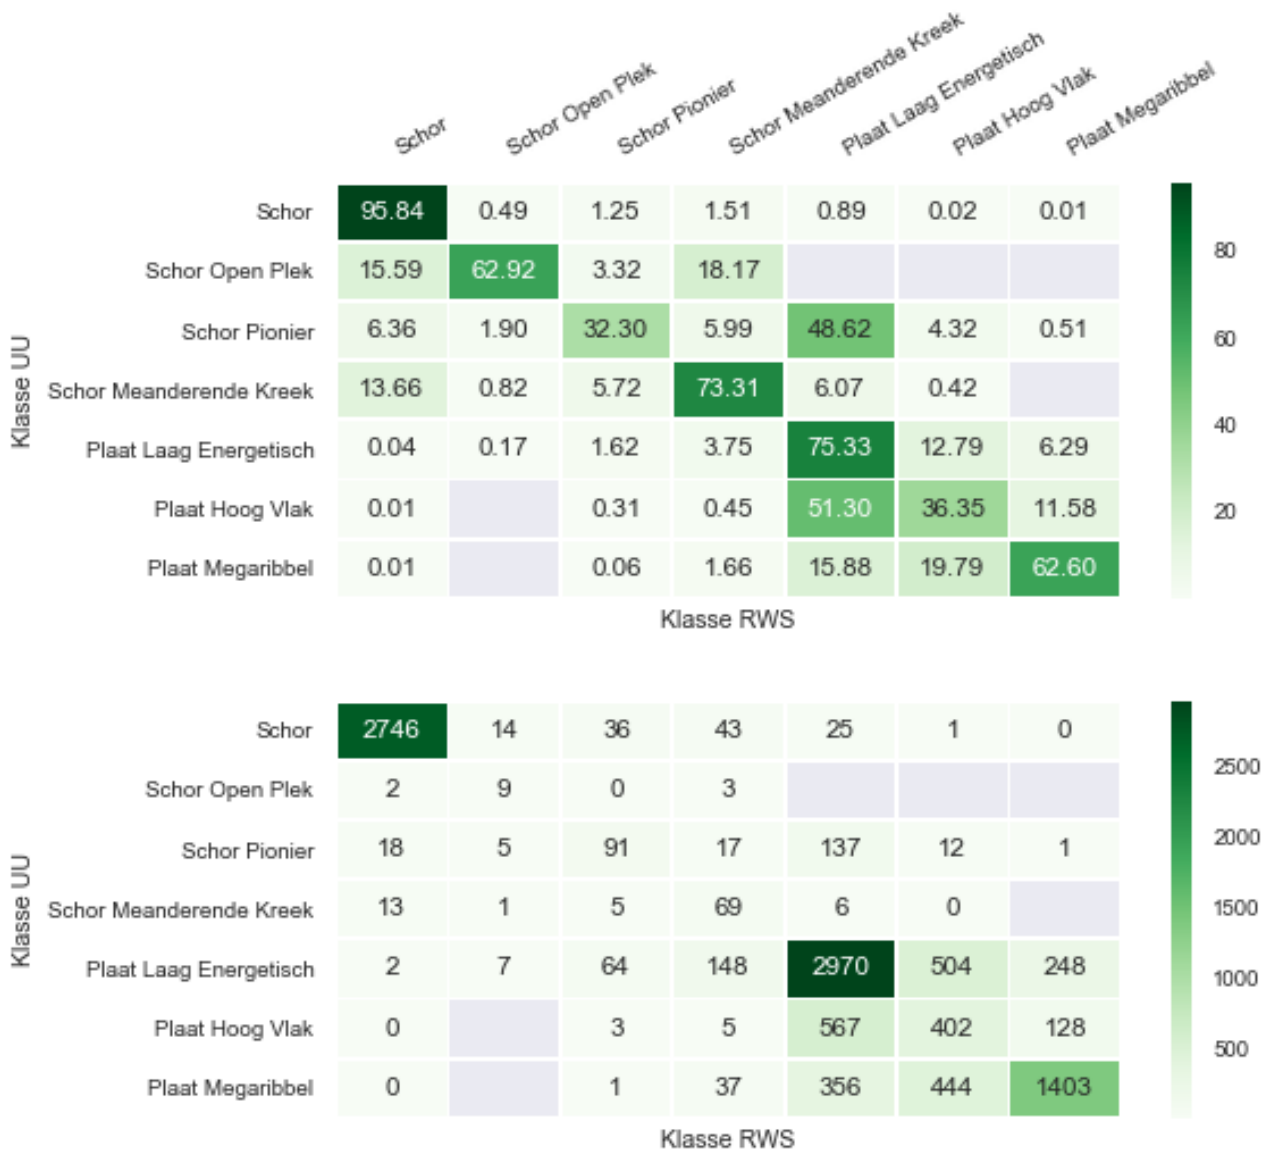 Schor Schor Open Plek Schor Pionier Schor Meanderende Kreek Plaat Laag Energetisch Plaat Hoog Vlak Plaat Megaribbel
Klasse UU
Schor 95.84 0.49 1.25 1.51 0.89 0.02 0.01
Schor Open Plek 15.59 62.92 3.32 18.17
Schor Pionier 6.36 1.90 32.30 5.99 48.62 4.32 0.51
Schor Meanderende Kreek 13.66 0.82 5.72 73.31 6.07 0.42
Plaat Laag Energetisch 0.04 0.17 1.62 3.75 75.33 12.79 6.29
Plaat Hoog Vlak 0.01 0.31 0.45 51.30 36.35 11.58
Plaat Megaribbel 0.01 0.06 1.66 15.88 19.79 62.60
Klasse RWS
80
60
40
20
Klasse UU
Schor 2746 14 36 43 25 1 0
Schor Open Plek 2 9 0 3
Schor Pionier 18 5 91 17 137 12 1
Schor Meanderende Kreek 13 1 5 69 6 0
Plaat Laag Energetisch 2 7 64 148 2970 504 248
Plaat Hoog Vlak 0 3 5 567 402 128
Plaat Megaribbel 0 1 37 356 444 1403
Klasse RWS
2500
2000
1500
1000
500